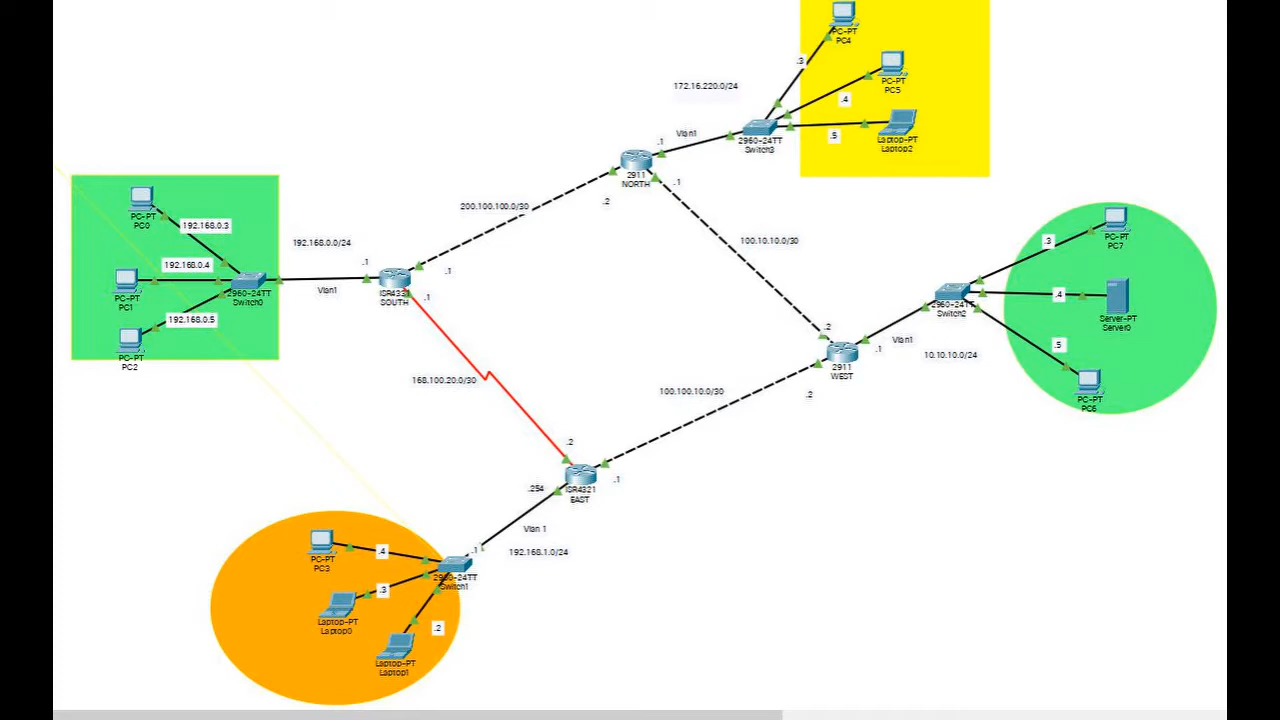 PC-PT
PC4
.3
172.16.220.0/24
PC-PT
PC5
.4
Vlan1
.1
2960-24TT
Switch3
.5
Laptop-PT
Laptop2
2911
NORTH
.1
.2
200.100.100.0/30
PC-PT
PC0
192.168.0.3
192.168.0.0/24
100.10.10.0/30
PC-PT
PC7
.3
192.168.0.4
.1
.1
PC-PT
PC1
2960-24TT
Switch0
Vlan1
ISR4331
SOUTH
.1
2960-24TT
Switch2
.4
Server-PT
Server0
192.168.0.5
.2
Vlan1
.1
.5
10.10.10.0/24
PC-PT
PC2
2911
WEST
168.100.20.0/30
100.100.10.0/30
.2
PC-PT
PC6
.2
.254
ISR4321
EAST
.1
Vlan 1
192.168.1.0/24
PC-PT
PC3
.4
.1
2960-24TT
Switch1
.3
Laptop-PT
Laptop0
.2
Laptop-PT
Laptop1